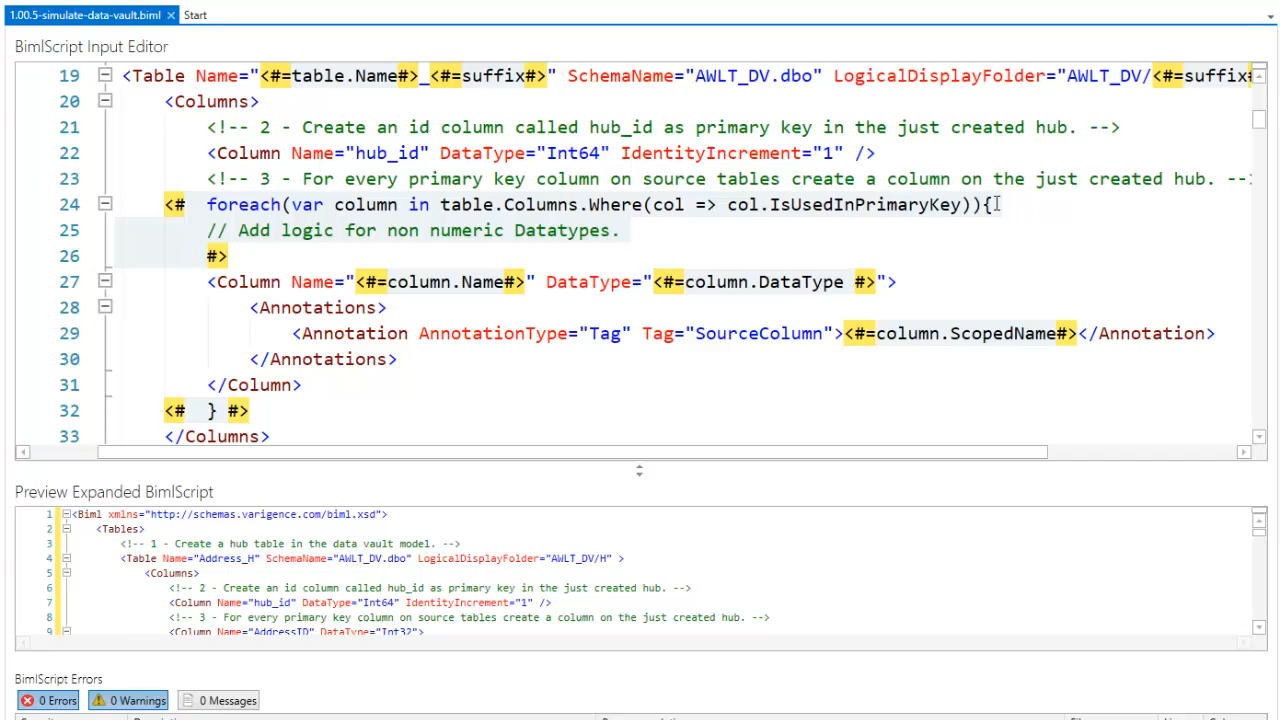 1.00.5-simulate-data-vault.biml × Start
BimlScript Input Editor
19 <Table Name="<#=table.Name#>_<#=suffix#>" SchemaName="AWLT_DV.dbo" LogicalDisplayFolder="AWLT_DV/<#=suffix#
20 <Columns>
21 <!-- 2 - Create an id column called hub_id as primary key in the just created hub. -->
22 <Column Name="hub_id" DataType="Int64" IdentityIncrement="1" />
23 <!-- 3 - For every primary key column on source tables create a column on the just created hub. -->
24 <# foreach(var column in table.Columns.Where(col => col.IsUsedInPrimaryKey)){
25 // Add logic for non numeric Datatypes.
26 #>
27 <Column Name="<#=column.Name#>" DataType="<#=column.DataType #>">
28 <Annotations>
29 <Annotation AnnotationType="Tag" Tag="SourceColumn"><#=column.ScopedName#></Annotation>
30 </Annotations>
31 </Column>
32 <# } #>
33 </Columns>
Preview Expanded BimlScript
1 <Biml xmlns="http://schemas.varigence.com/biml.xsd">
2 <Tables>
3 <!-- 1 - Create a hub table in the data vault model. -->
4 <Table Name="Address_H" SchemaName="AWLT_DV.dbo" LogicalDisplayFolder="AWLT_DV/H" >
5 <Columns>
6 <!-- 2 - Create an id column called hub_id as primary key in the just created hub. -->
7 <Column Name="hub_id" DataType="Int64" IdentityIncrement="1" />
8 <!-- 3 - For every primary key column on source tables create a column on the just created hub. -->
9 <Column Name="AddressID" DataType="Int32">
BimlScript Errors
0 Errors 0 Warnings 0 Messages